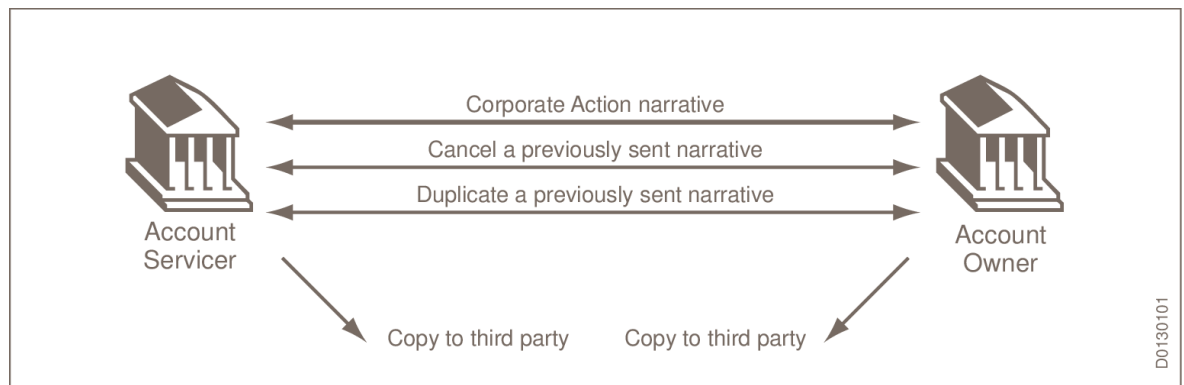 Corporate Action narrative
Cancel a previously sent narrative
Duplicate a previously sent narrative
Account
Servicer
Account
Owner
Copy to third party
Copy to third party
D0130101